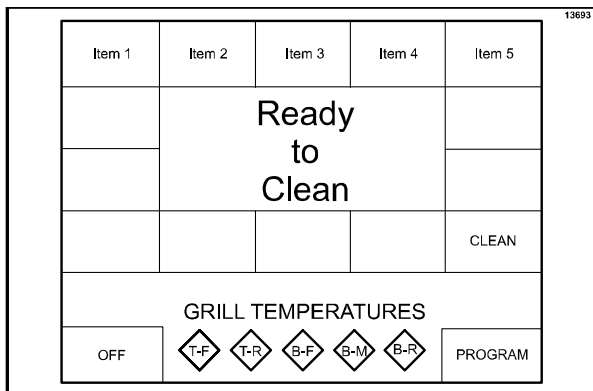 13693
Item 1 Item 2 Item 3 Item 4 Item 5
Ready
to
Clean
CLEAN
GRILL TEMPERATURES
OFF T-F T-R B-F B-M B-R PROGRAM